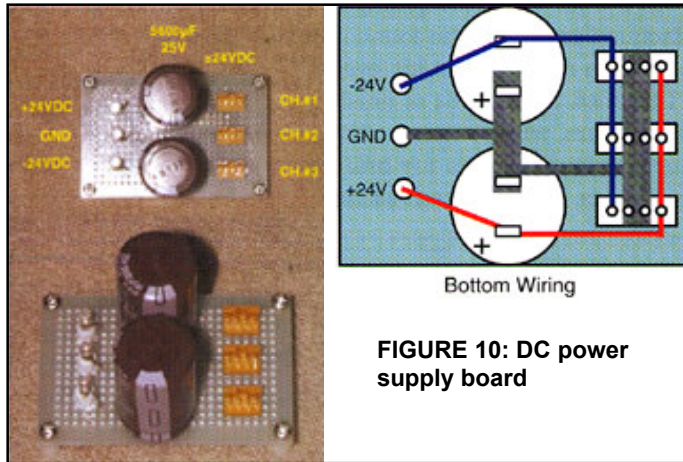 5600µF
25V
±24VDC
+24VDC
GND
-24VDC
CH.#1
CH.#2
CH.#3
-24V
GND
+24V
+
+
Bottom Wiring
FIGURE 10: DC power
supply board